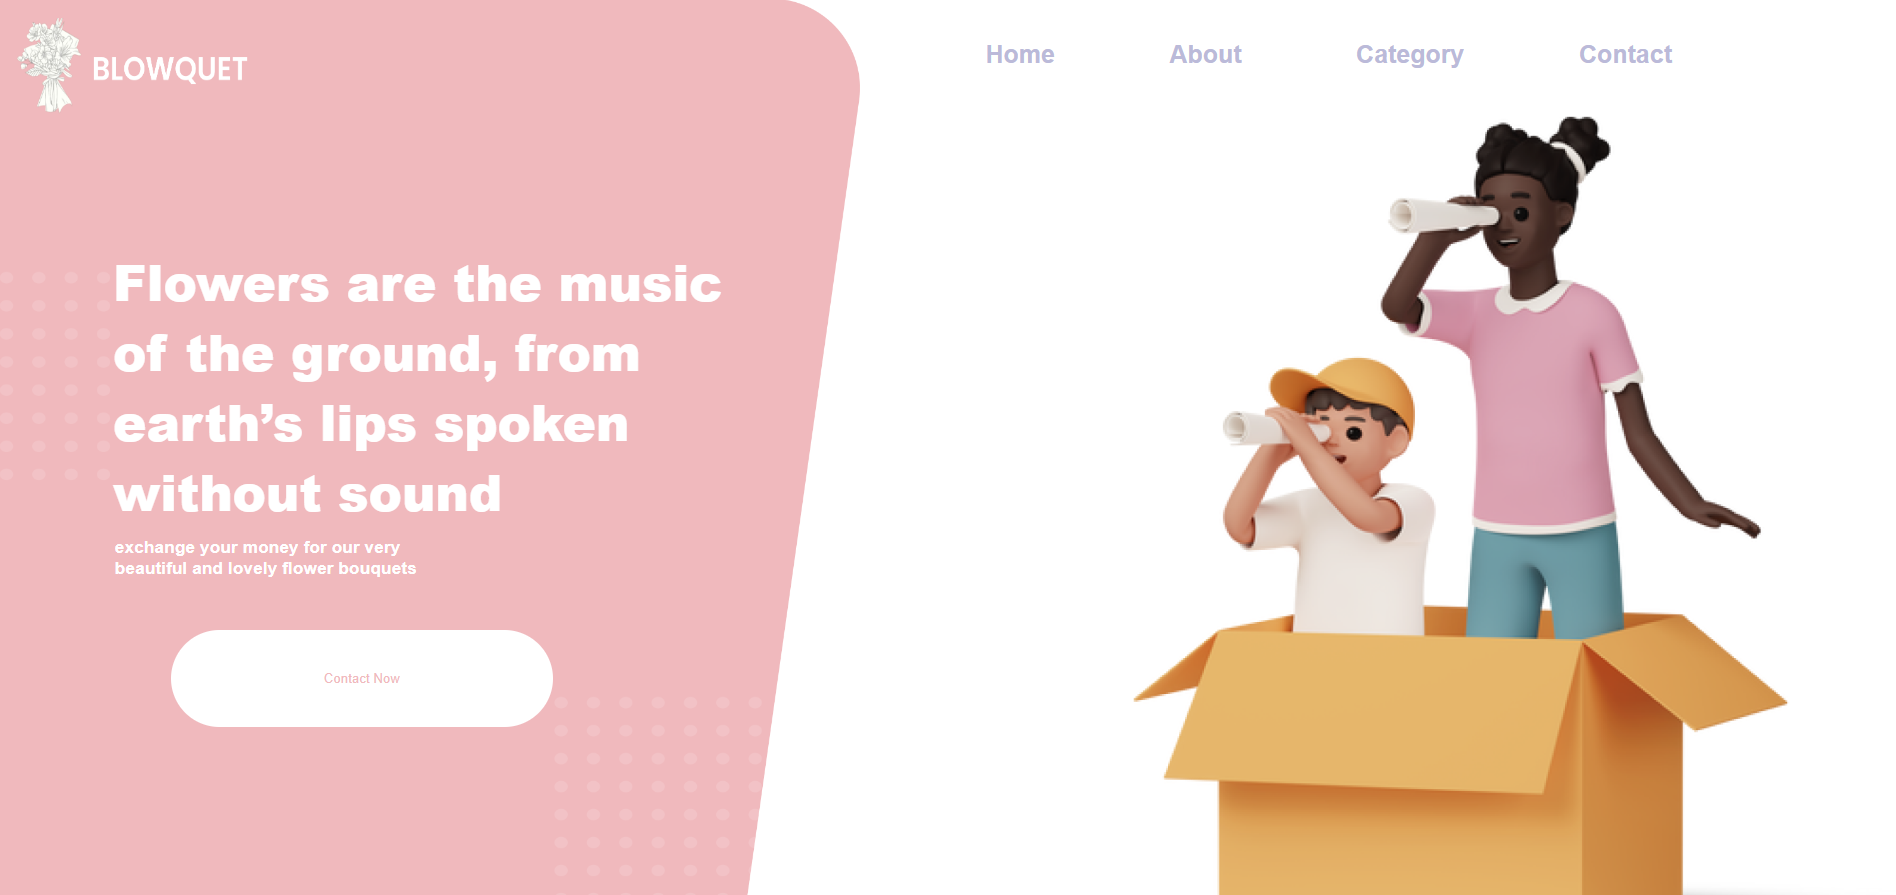 BLOWQUET
Home
About
Category
Contact
Flowers are the music
of the ground, from
earth’s lips spoken
without sound
exchange your money for our very
beautiful and lovely flower bouquets
Contact Now